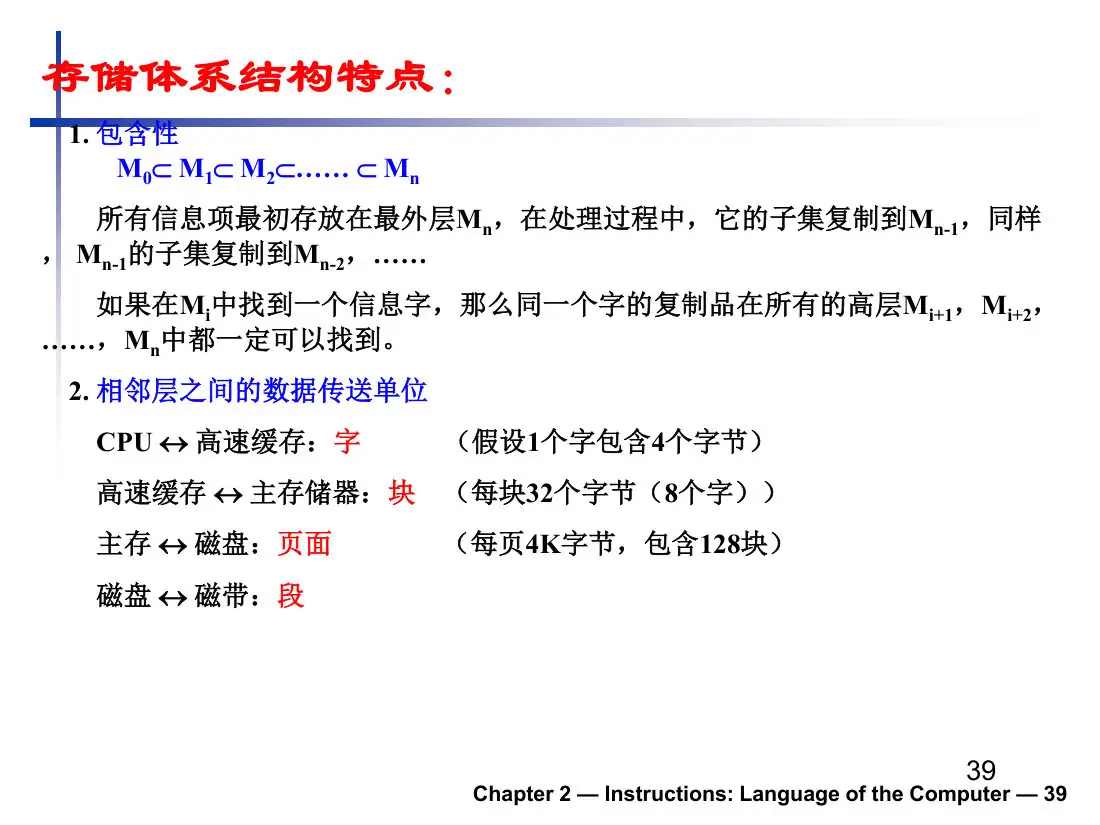 存储体系结构特点：
1. 包含性
M₀⊂ M₁⊂ M₂⊂…… ⊂ Mₙ
所有信息项最初存放在最外层Mₙ，在处理过程中，它的子集复制到Mₙ₋₁，同样
， Mₙ₋₁的子集复制到Mₙ₋₂，……
如果在Mᵢ中找到一个信息字，那么同一个字的复制品在所有的高层Mᵢ₊₁，Mᵢ₊₂，
……，Mₙ中都一定可以找到。
2. 相邻层之间的数据传送单位
CPU ↔ 高速缓存：字 （假设1个字包含4个字节）
高速缓存 ↔ 主存储器：块 （每块32个字节（8个字））
主存 ↔ 磁盘：页面 （每页4K字节，包含128块）
磁盘 ↔ 磁带：段
39
Chapter 2 — Instructions: Language of the Computer — 39